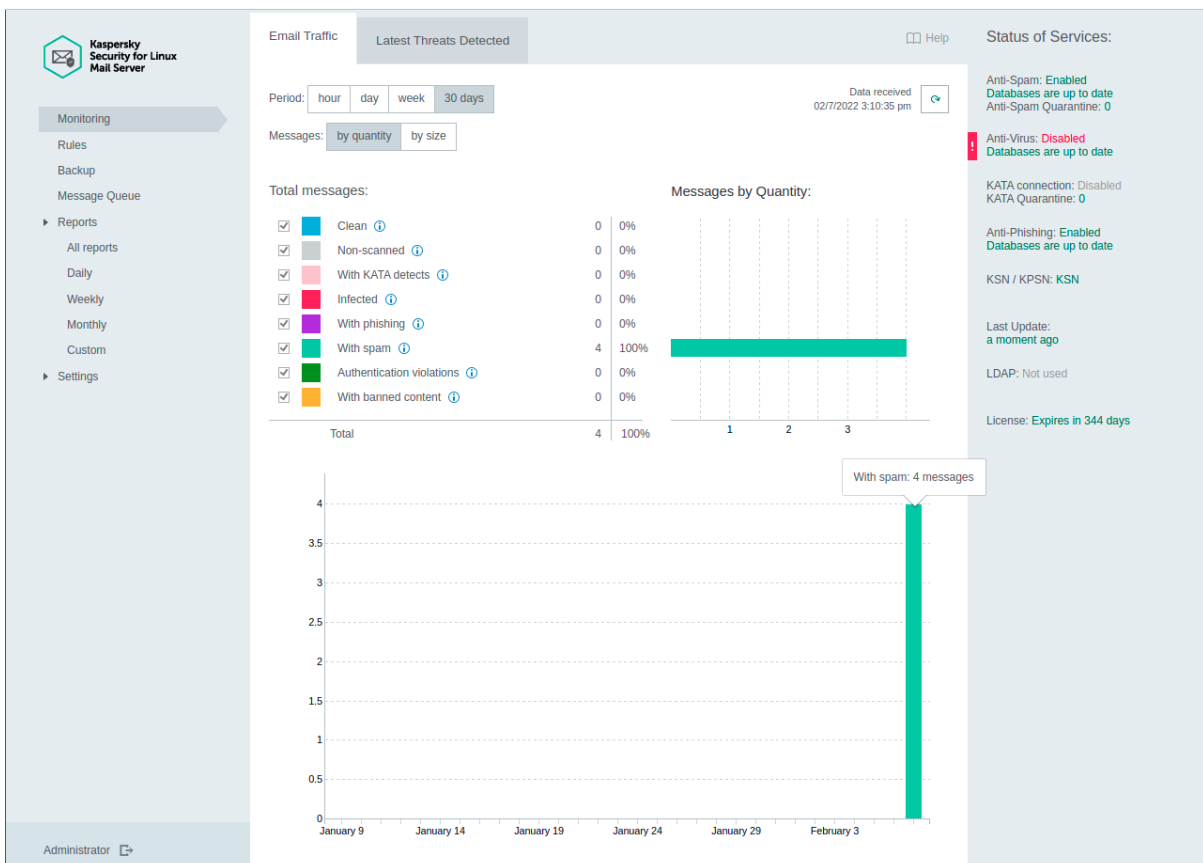 Kaspersky
Security for Linux
Mail Server
Monitoring
Rules
Backup
Message Queue
Reports
All reports
Daily
Weekly
Monthly
Custom
Settings
Administrator
Email Traffic
Latest Threats Detected
Help
Period: hour day week 30 days
Data received
02/7/2022 3:10:35 pm
Messages: by quantity by size
Total messages:
Clean 0 0%
Non-scanned 0 0%
With KATA detects 0 0%
Infected 0 0%
With phishing 0 0%
With spam 4 100%
Authentication violations 0 0%
With banned content 0 0%
Total 4 100%
Messages by Quantity:
1 2 3
With spam: 4 messages
4
3.5
3
2.5
2
1.5
1
0.5
0
January 9 January 14 January 19 January 24 January 29 February 3
Status of Services:
Anti-Spam: Enabled
Databases are up to date
Anti-Spam Quarantine: 0
!
Anti-Virus: Disabled
Databases are up to date
KATA connection: Disabled
KATA Quarantine: 0
Anti-Phishing: Enabled
Databases are up to date
KSN / KPSN: KSN
Last Update:
a moment ago
LDAP: Not used
License: Expires in 344 days